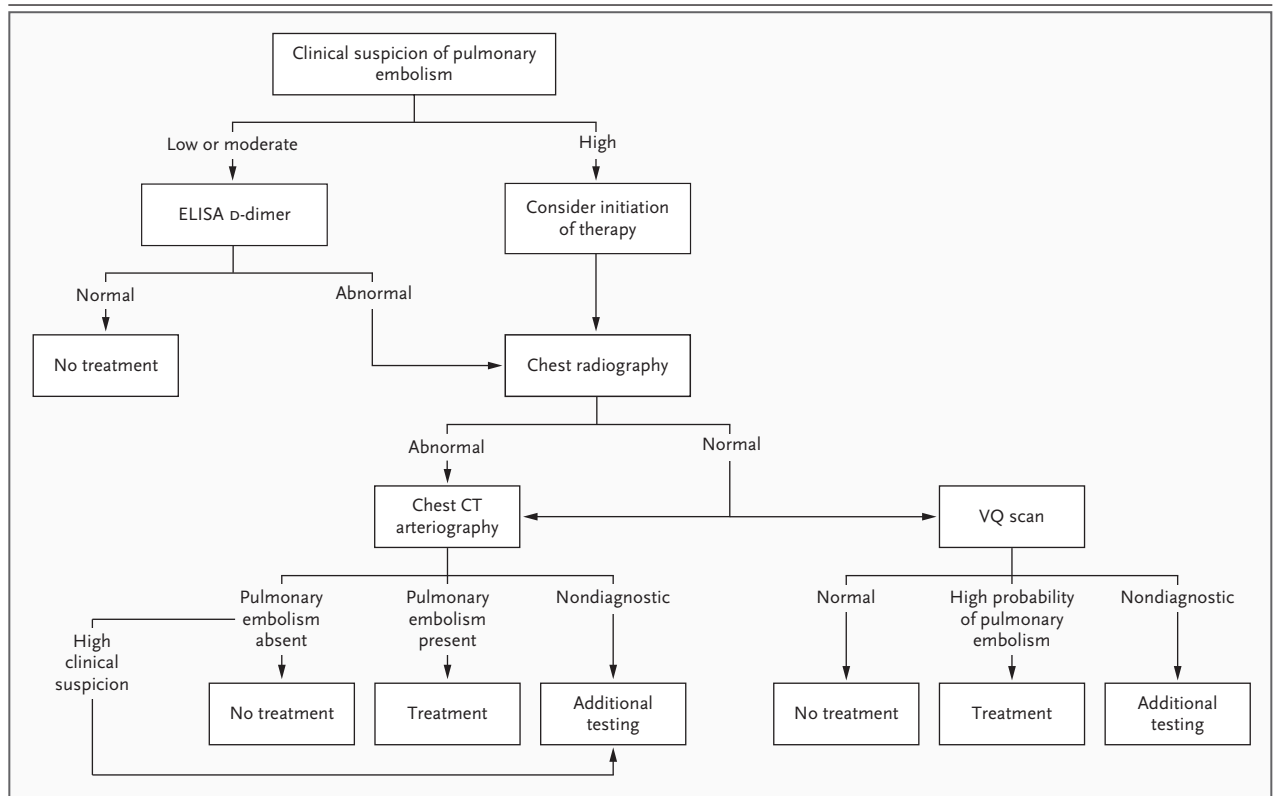 Clinical suspicion of pulmonary
embolism
Low or moderate
High
ELISA D-dimer
Consider initiation
of therapy
Normal
Abnormal
No treatment
Chest radiography
Abnormal
Normal
Chest CT
arteriography
VQ scan
Pulmonary
embolism
absent
Pulmonary
embolism
present
Nondiagnostic
Normal
High probability
of pulmonary
embolism
Nondiagnostic
High
clinical
suspicion
No treatment
Treatment
Additional
testing
No treatment
Treatment
Additional
testing